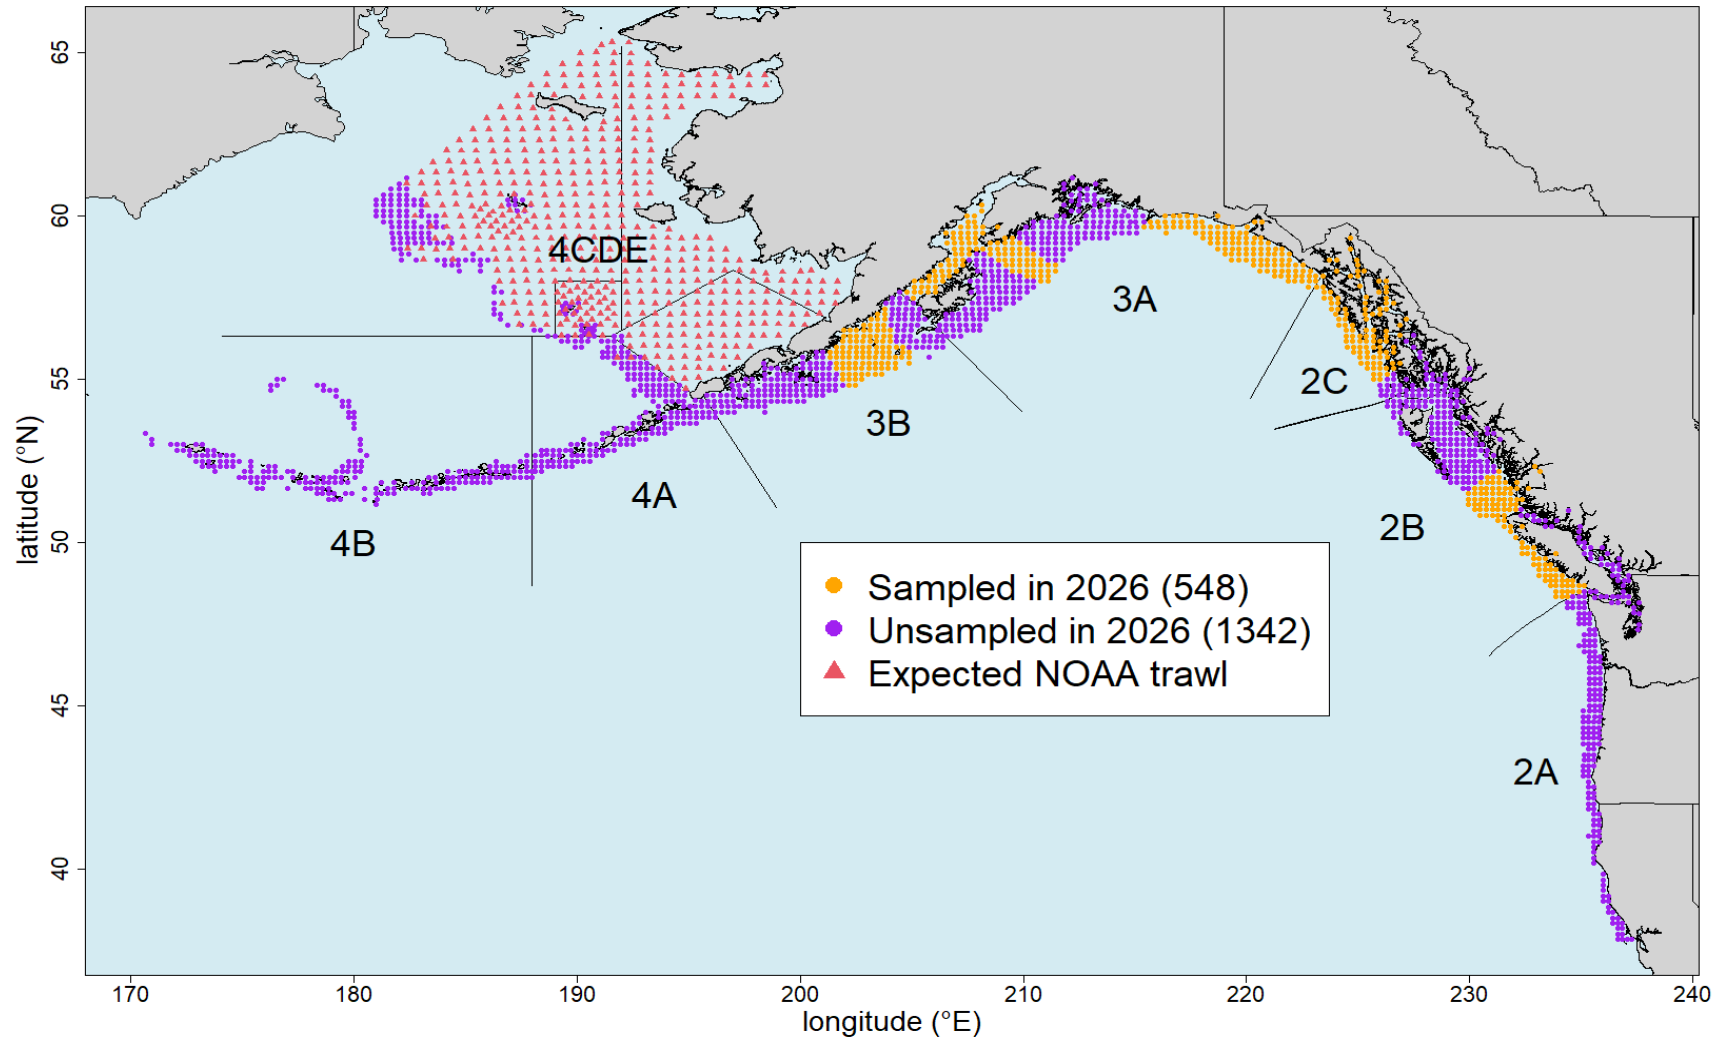 65
60
55
50
45
40
latitude (°N)
4CDE
3A
2C
3B
4A
2B
4B
2A
Sampled in 2026 (548)
Unsampled in 2026 (1342)
Expected NOAA trawl
170
180
190
200
210
220
230
240
longitude (°E)